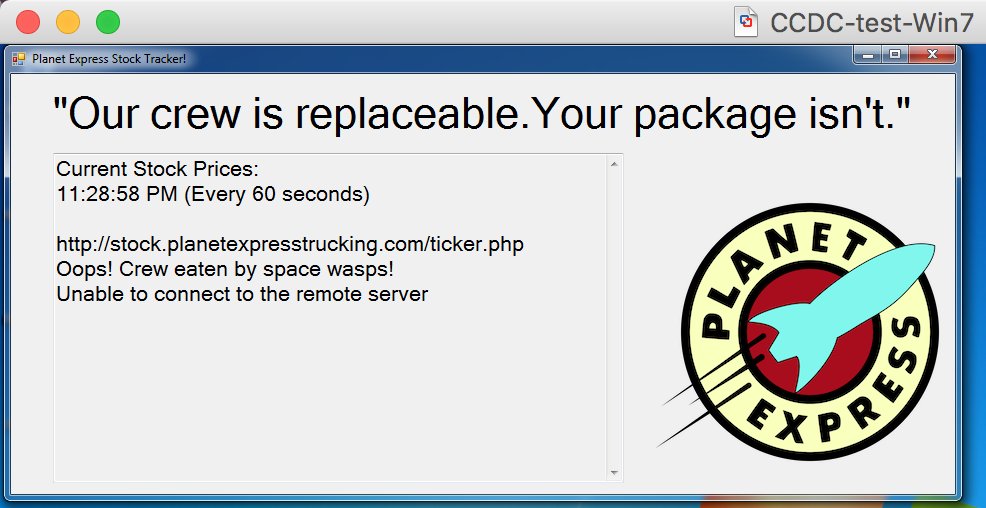 CCDC-test-Win7
Planet Express Stock Tracker!
"Our crew is replaceable.Your package isn't."
Current Stock Prices:
11:28:58 PM (Every 60 seconds)
http://stock.planetexpresstrucking.com/ticker.php
Oops! Crew eaten by space wasps!
Unable to connect to the remote server
PLANET
EXPRESS